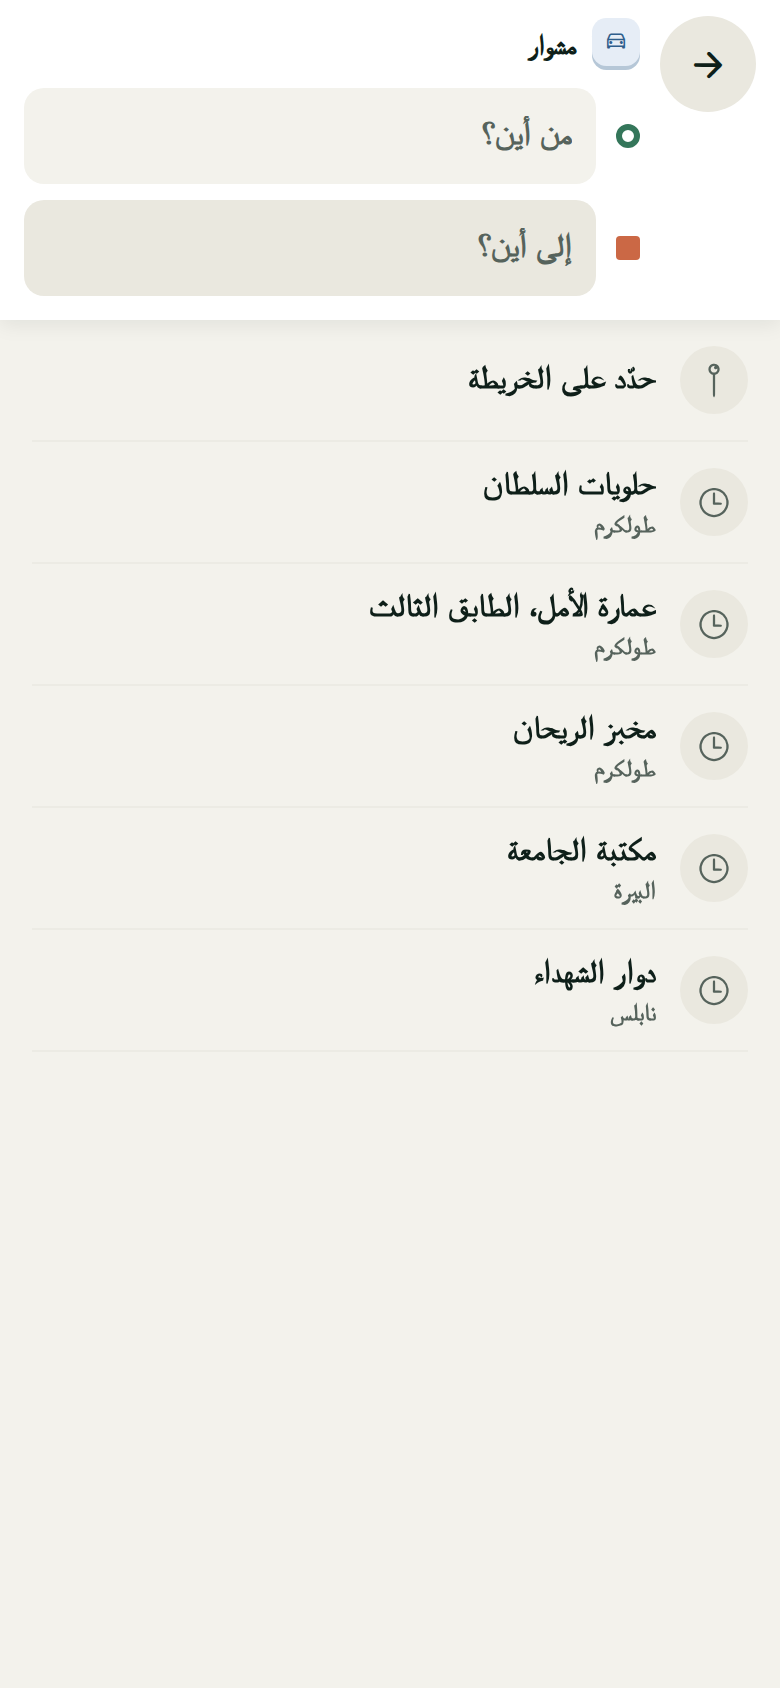 مشوار
من أين؟
إلى أين؟
حدّد على الخريطة
حلويات السلطان
طولكرم
عمارة الأمل، الطابق الثالث
طولكرم
مخبز الريحان
طولكرم
مكتبة الجامعة
البيرة
دوار الشهداء
نابلس